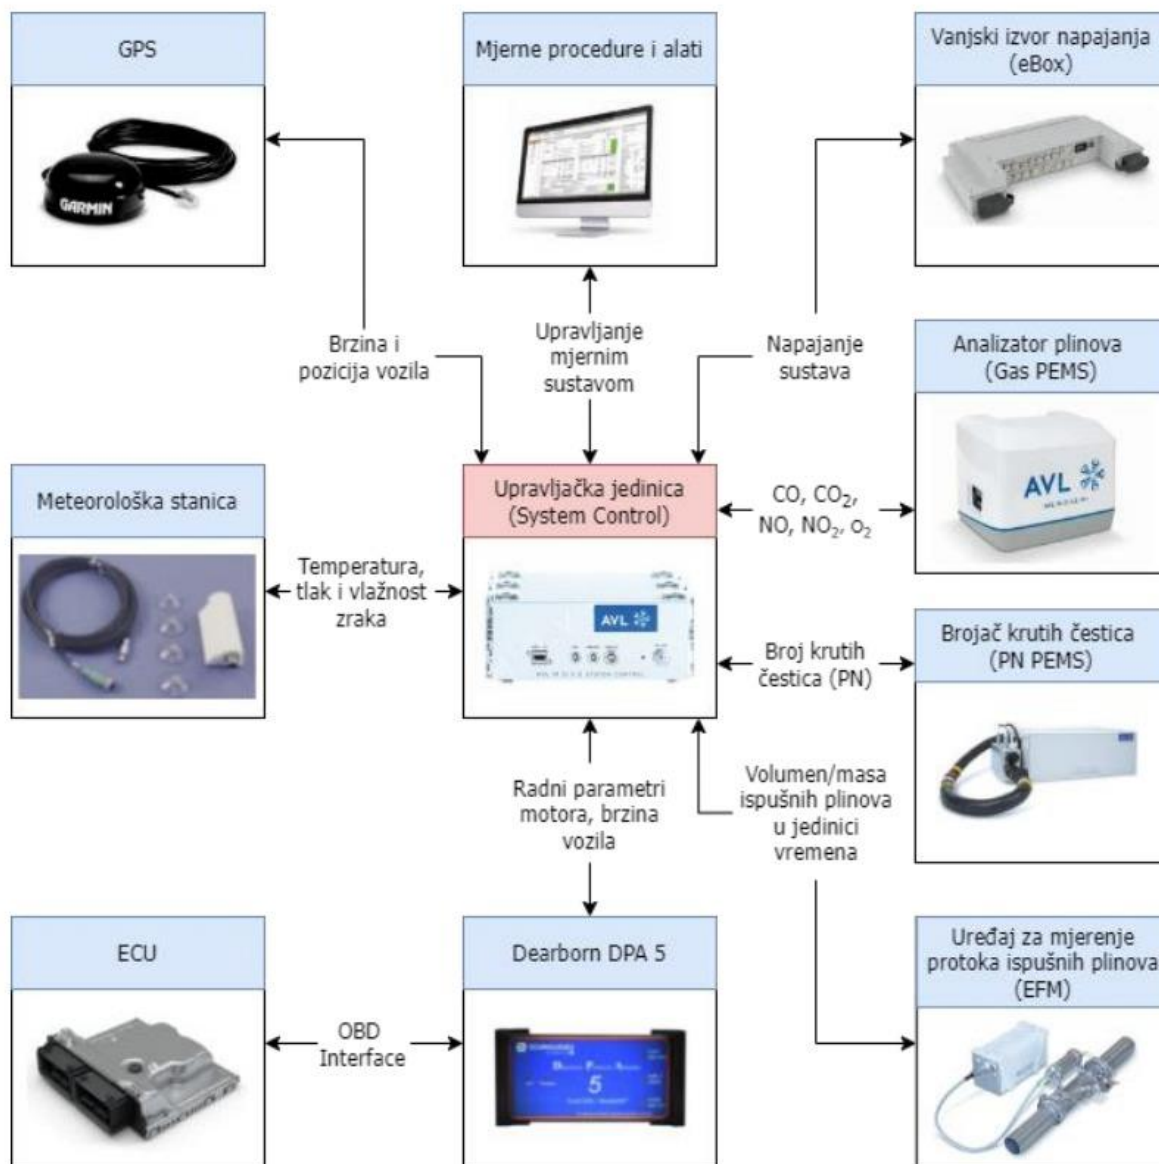 GPS
Mjerne procedure i alati
Vanjski izvor napajanja
(eBox)
GARMIN
Brzina i
pozicija vozila
Upravljanje
mjernim
sustavom
Napajanje
sustava
Analizator plinova
(Gas PEMS)
AVL
Meteorološka stanica
Upravljačka jedinica
(System Control)
CO, CO₂,
NO, NO₂, O₂
Temperatura,
tlak i vlažnost
zraka
AVL
Brojač krutih čestica
(PN PEMS)
Broj krutih
čestica (PN)
Radni parametri
motora, brzina
vozila
Volumen/masa
ispušnih plinova
u jedinici
vremena
ECU
Dearborn DPA 5
Uređaj za mjerenje
protoka ispušnih plinova
(EFM)
OBD
Interface
5